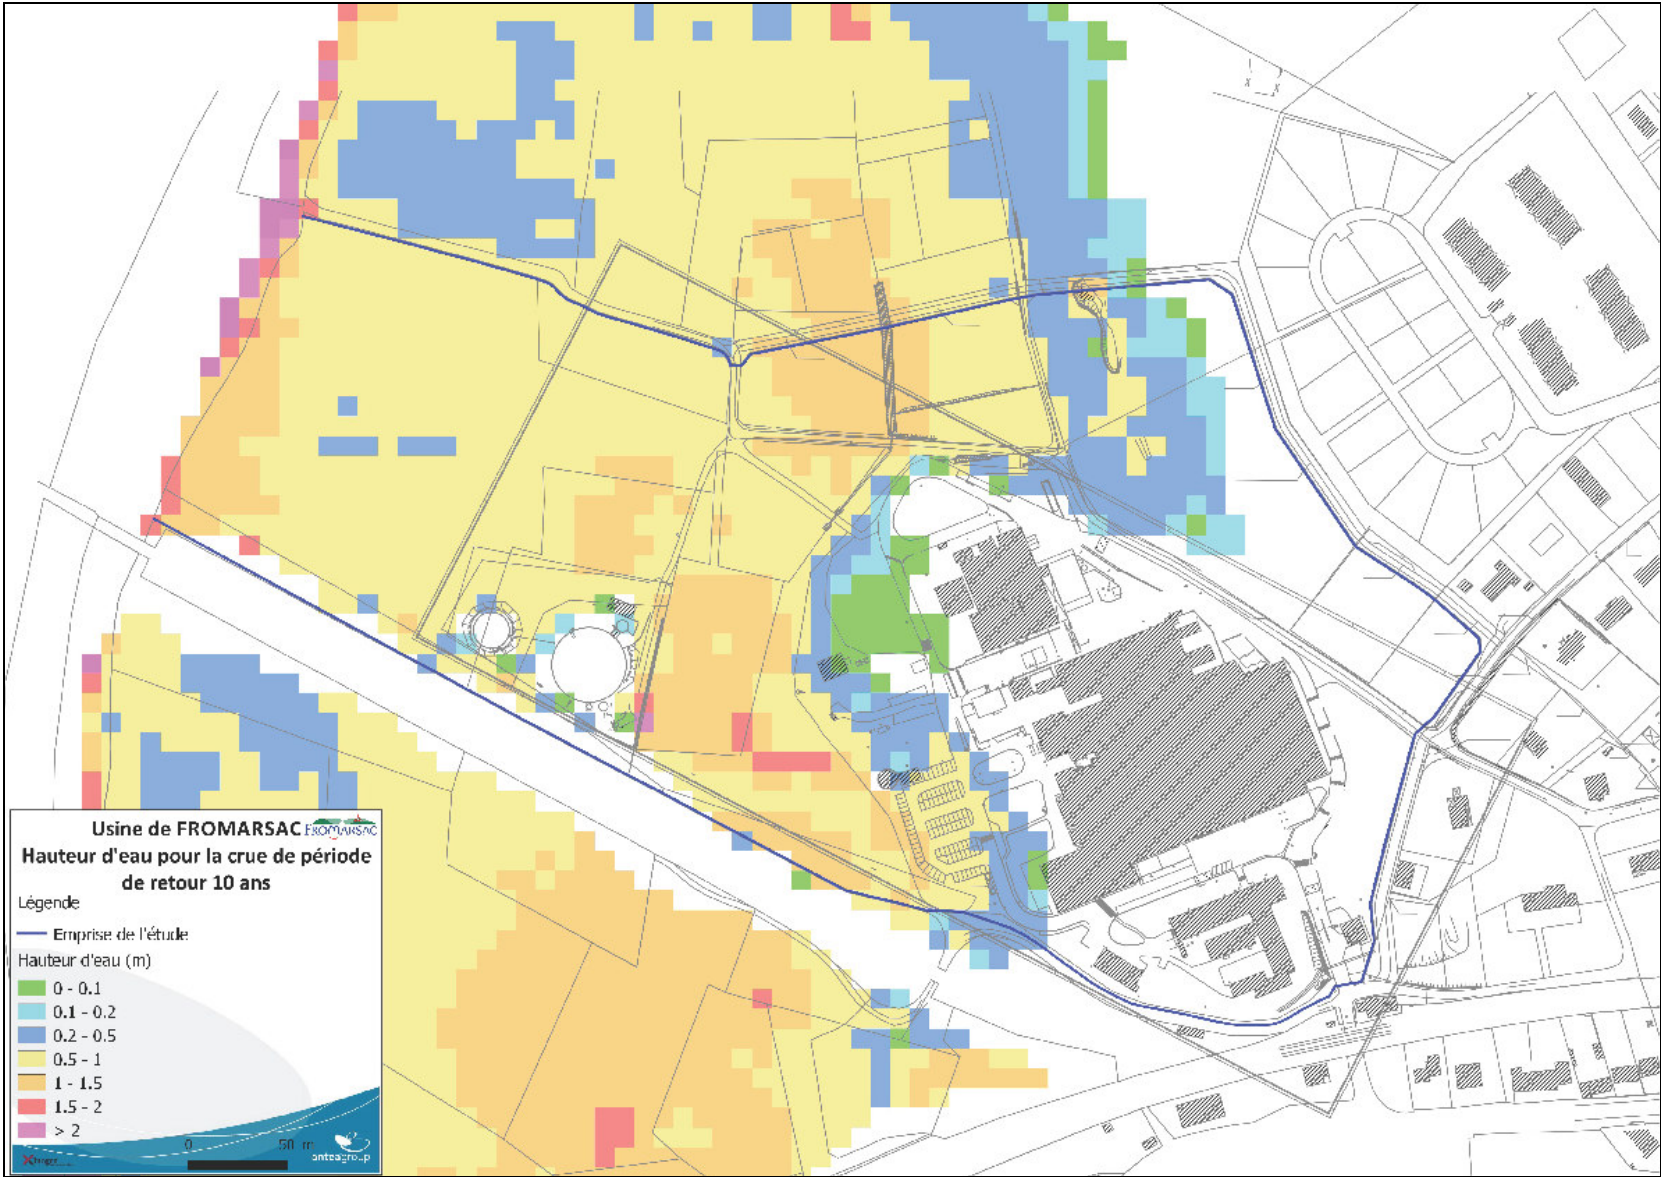 Usine de FROMARSAC FROMARSAC
Hauteur d'eau pour la crue de période
de retour 10 ans
Légende
Emprise de l'étude
Hauteur d'eau (m)
0 - 0.1
0.1 - 0.2
0.2 - 0.5
0.5 - 1
1 - 1.5
1.5 - 2
> 2
0 50 m
anteagroup